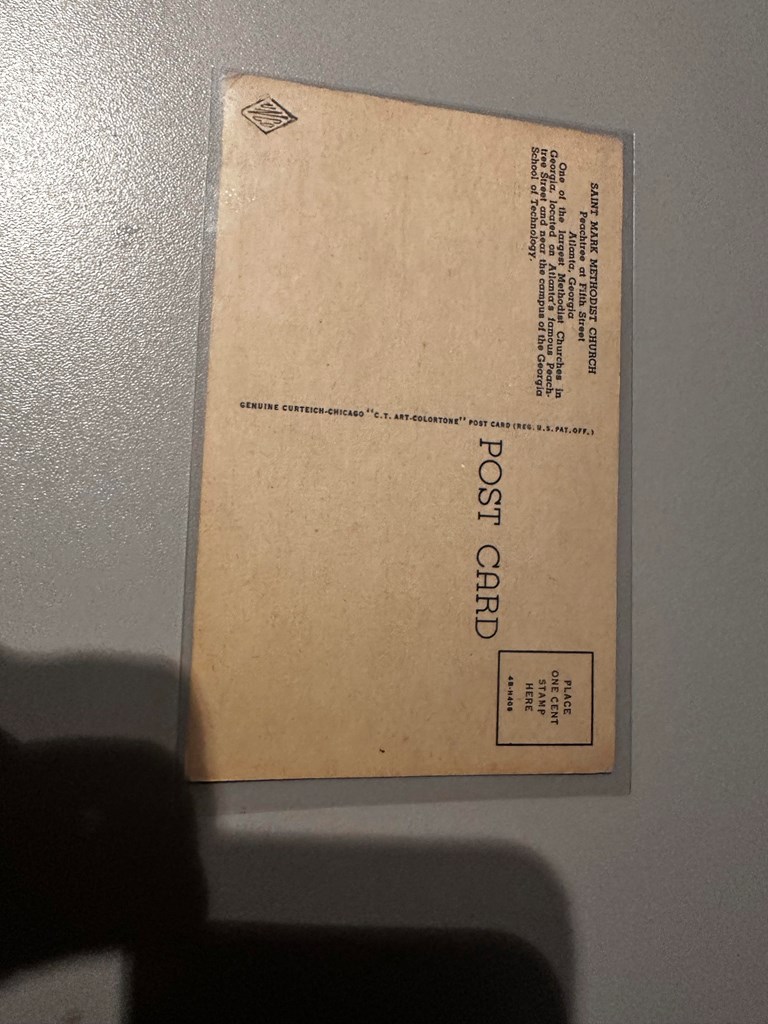 SAINT MARK METHODIST CHURCH
Peachtree at Fifth Street
Atlanta, Georgia
One of the largest Methodist Churches in
Georgia, located on Atlanta's famous Peach-
tree Street and near the campus of the Georgia
School of Technology.
GENUINE CURTEICH-CHICAGO "C.T. ART-COLORTONE" POST CARD (REG. U.S. PAT. OFF.)
POST CARD
PLACE
ONE CENT
STAMP
HERE
4B-H406